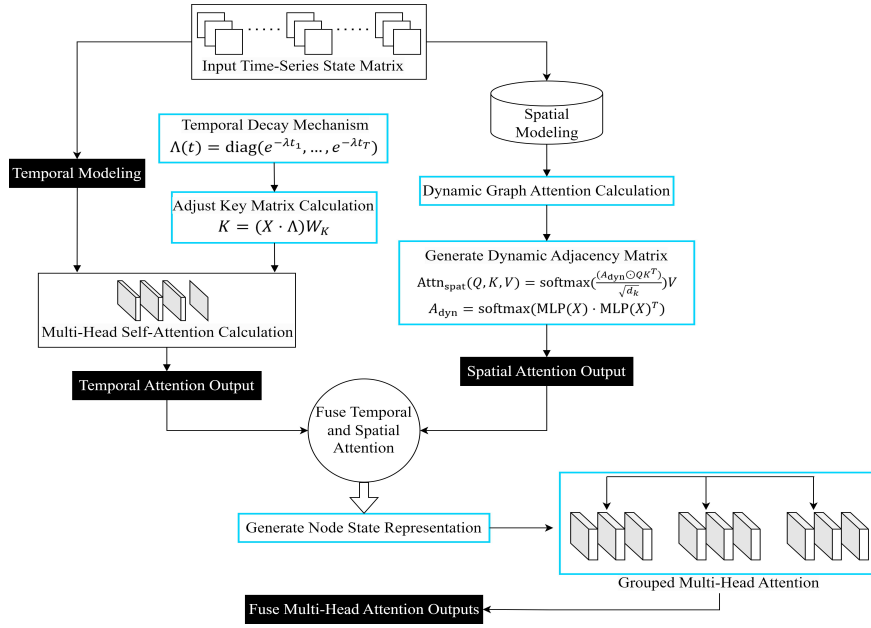 Input Time-Series State Matrix
Temporal Decay Mechanism
Λ(t) = diag(e^{-λt_1}, ..., e^{-λt_T})
Spatial
Modeling
Temporal Modeling
Dynamic Graph Attention Calculation
Adjust Key Matrix Calculation
K = (X · Λ)W_K
Generate Dynamic Adjacency Matrix
Attn_spat(Q, K, V) = softmax((A_dyn⊙QK^T)/√d_k)V
A_dyn = softmax(MLP(X) · MLP(X)^T)
Multi-Head Self-Attention Calculation
Temporal Attention Output
Spatial Attention Output
Fuse Temporal
and Spatial
Attention
Generate Node State Representation
Grouped Multi-Head Attention
Fuse Multi-Head Attention Outputs